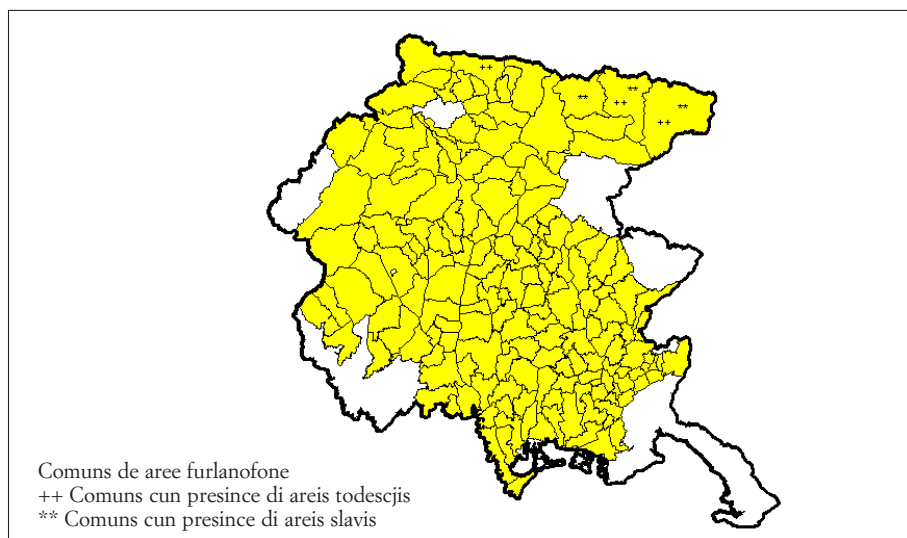 ++
**
**
++
**
++
Comuns de aree furlanofone
++ Comuns cun presince di areis todescjis
** Comuns cun presince di areis slavis